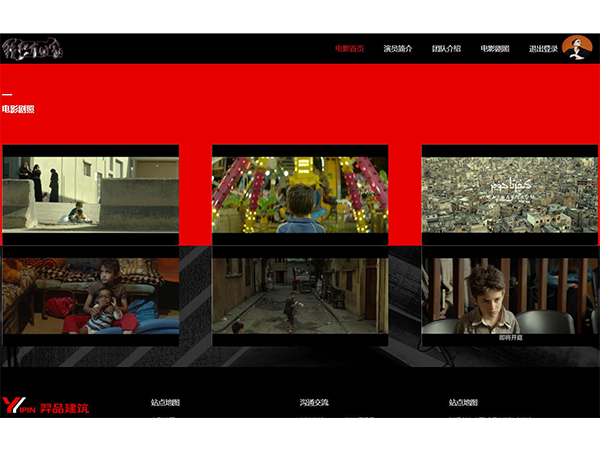 电影首页 演员简介 团队介绍 电影剧照 退出登录
电影剧照
كفرناحوم
CAPHARNAÜM
即将开庭
YIPIN 羿品建筑
站点地图 沟通交流 站点地图